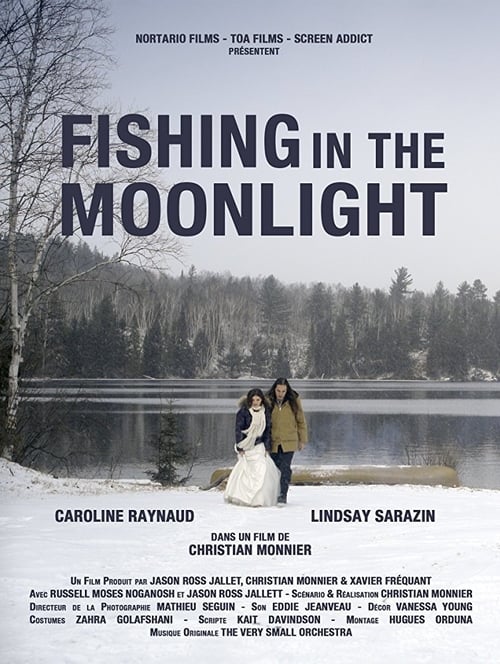 NORTARIO FILMS - TOA FILMS - SCREEN ADDICT
PRÉSENTENT
FISHING IN THE
MOONLIGHT
CAROLINE RAYNAUD LINDSAY SARAZIN
DANS UN FILM DE
CHRISTIAN MONNIER
UN FILM PRODUIT PAR JASON ROSS JALLET, CHRISTIAN MONNIER & XAVIER FRÉQUANT
AVEC RUSSELL MOSES NOGANOSH ET JASON ROSS JALLETT - SCÉNARIO & RÉALISATION CHRISTIAN MONNIER
DIRECTEUR DE LA PHOTOGRAPHIE MATHIEU SEGUIN - SON EDDIE JEANVEAU - DÉCOR VANESSA YOUNG
COSTUMES ZAHRA GOLAFSHANI - SCRIPTE KAIT DAVINDSON - MONTAGE HUGUES ORDUNA
MUSIQUE ORIGINALE THE VERY SMALL ORCHESTRA